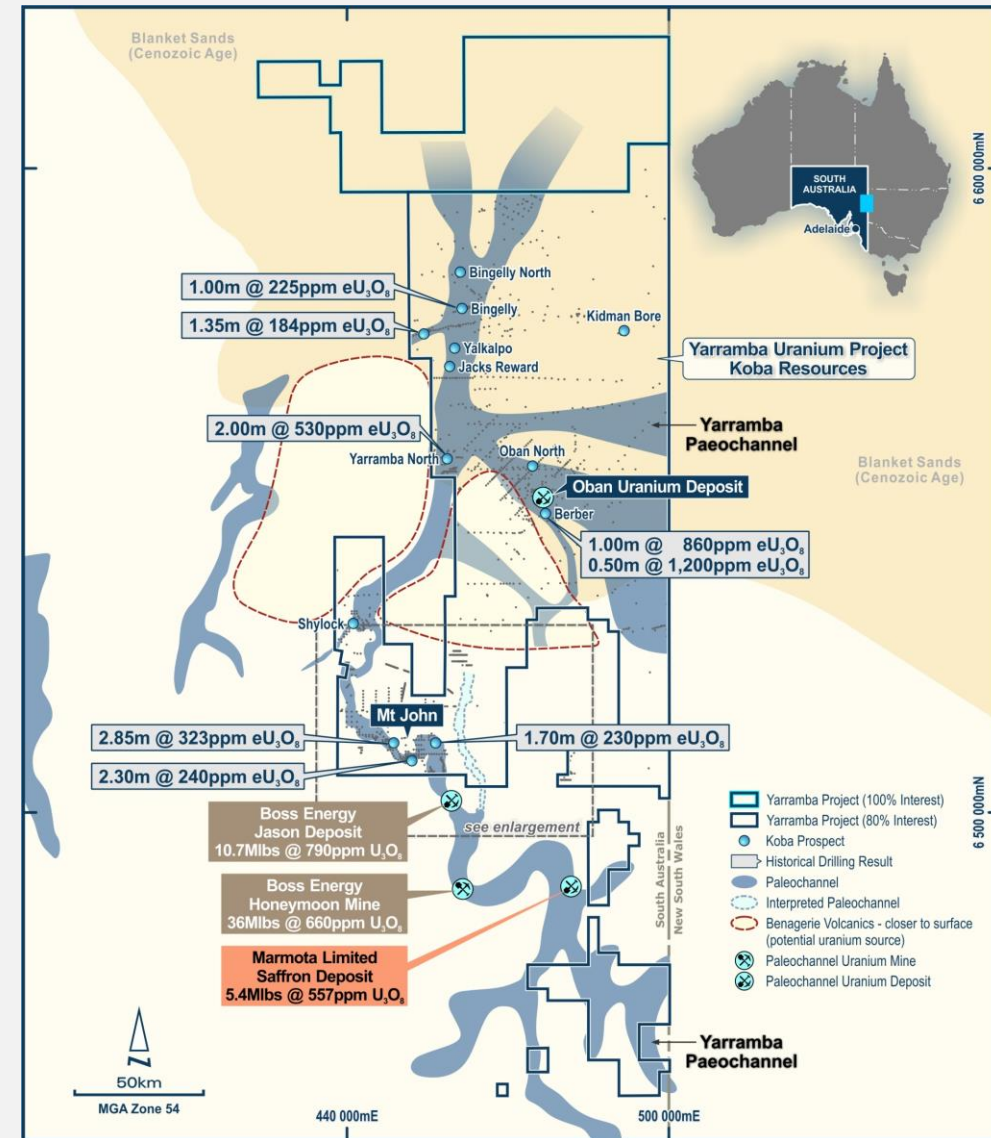 Blanket Sands
(Cenozoic Age)
SOUTH
AUSTRALIA
Adelaide
6 600 000mN
Bingelly North
1.00m @ 225ppm eU₃O₈
Bingelly
1.35m @ 184ppm eU₃O₈
Kidman Bore
Yalkalpo
Jacks Reward
Yarramba Uranium Project
Koba Resources
2.00m @ 530ppm eU₃O₈
Yarramba North
Oban North
Yarramba
Paeochannel
Blanket Sands
(Cenozoic Age)
Oban Uranium Deposit
Berber
1.00m @ 860ppm eU₃O₈
0.50m @ 1,200ppm eU₃O₈
Shylock
Mt John
2.85m @ 323ppm eU₃O₈
1.70m @ 230ppm eU₃O₈
2.30m @ 240ppm eU₃O₈
Boss Energy
Jason Deposit
10.7Mlbs @ 790ppm U₃O₈
see enlargement
6 500 000mN
Boss Energy
Honeymoon Mine
36Mlbs @ 660ppm U₃O₈
Marmota Limited
Saffron Deposit
5.4Mlbs @ 557ppm U₃O₈
South Australia
New South Wales
Yarramba Project (100% Interest)
Yarramba Project (80% Interest)
Koba Prospect
Historical Drilling Result
Paleochannel
Interpreted Paleochannel
Benagerie Volcanics - closer to surface
(potential uranium source)
Paleochannel Uranium Mine
Paleochannel Uranium Deposit
Yarramba
Paeochannel
N
50km
MGA Zone 54
440 000mE
500 000mE